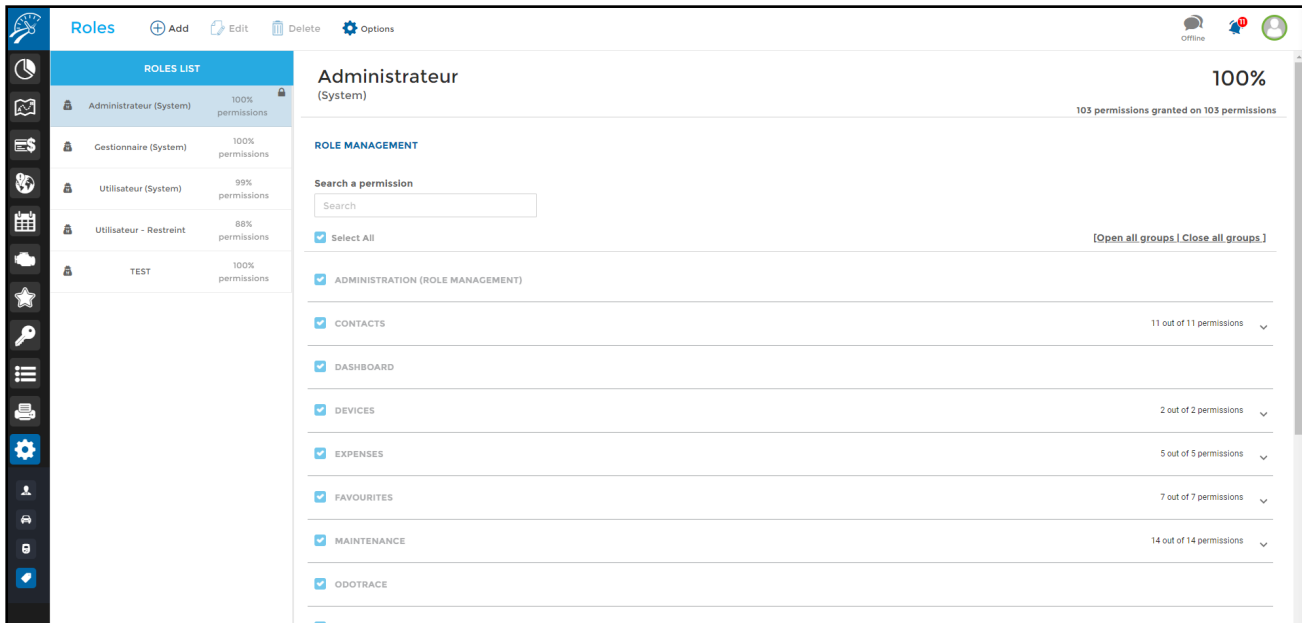 Roles
Add
Edit
Delete
Options
Offline
11
ROLES LIST
Administrateur (System)
100%
permissions
Gestionnaire (System)
100%
permissions
Utilisateur (System)
99%
permissions
Utilisateur - Restreint
88%
permissions
TEST
100%
permissions
Administrateur
100%
(System)
103 permissions granted on 103 permissions
ROLE MANAGEMENT
Search a permission
Search
Select All
[Open all groups | Close all groups ]
ADMINISTRATION (ROLE MANAGEMENT)
CONTACTS
11 out of 11 permissions
DASHBOARD
DEVICES
2 out of 2 permissions
EXPENSES
5 out of 5 permissions
FAVOURITES
7 out of 7 permissions
MAINTENANCE
14 out of 14 permissions
ODOTRACE